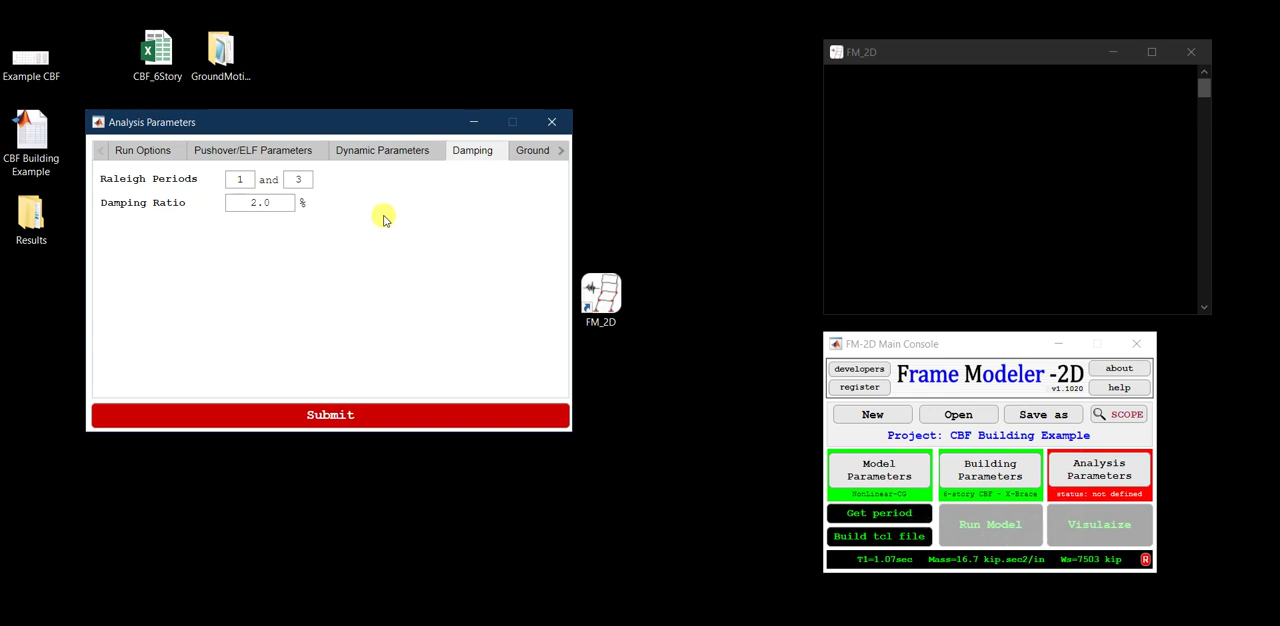 Example CBF
CBF_6Story
GroundMoti...
CBF Building
Example
Results
Analysis Parameters
Run Options
Pushover/ELF Parameters
Dynamic Parameters
Damping
Ground
Raleigh Periods 1 and 3
Damping Ratio 2.0 %
Submit
FM_2D
FM_2D
FM-2D Main Console
developers
register
Frame Modeler -2D
v1.1020
about
help
New
Open
Save as
SCOPE
Project: CBF Building Example
Model
Parameters
Nonlinear-CG
Building
Parameters
6-story CBF - X-Brace
Analysis
Parameters
status: not defined
Get period
Build tcl file
Run Model
Visulaize
T1=1.07sec Mass=16.7 kip.sec2/in Ws=7503 kip R